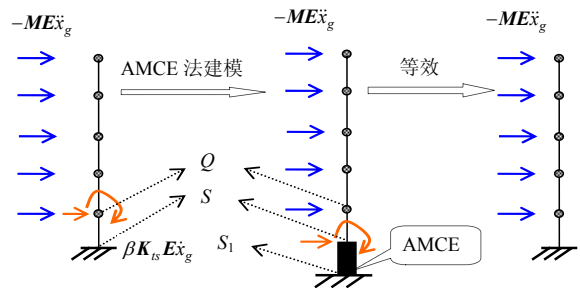 −MEẍg
−MEẍg
−MEẍg
AMCE 法建模
等效
Q
S
S1
βKtsEẋg
AMCE